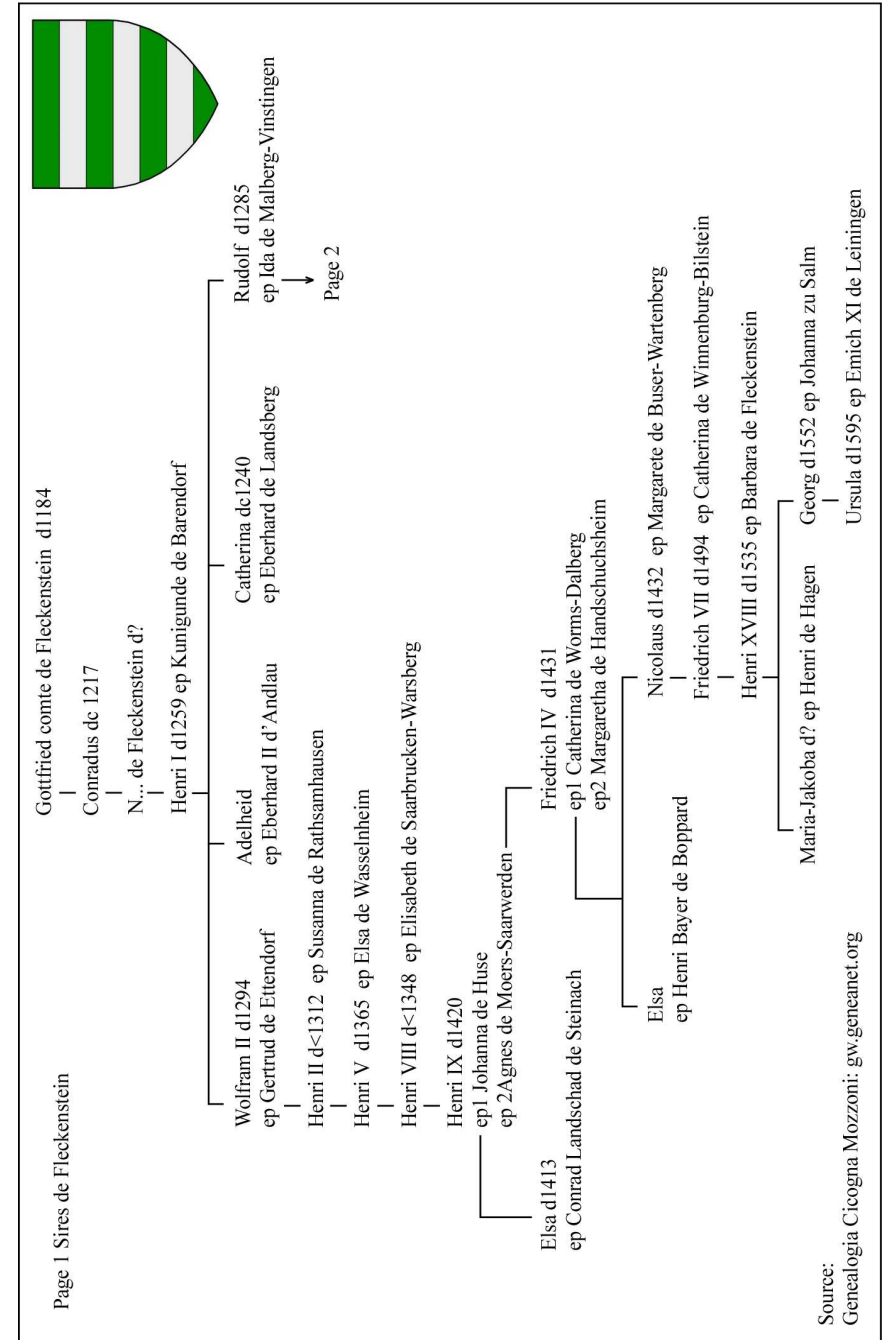 Page 1 Sires de Fleckenstein
Gottfried comte de Fleckenstein d1184
Conradus dc 1217
N... de Fleckenstein d?
Henri I d1259 ep Kunigunde de Barendorf
Wolfram II d1294
ep Gertrud de Ettendorf
Adelheid
ep Eberhard II d'Andlau
Catherina dc1240
ep Eberhard de Landsberg
Rudolf d1285
ep Ida de Malberg-Vinstingen
Page 2
Henri II d<1312 ep Susanna de Rathsamhausen
Henri V d1365 ep Elsa de Wasselnheim
Henri VIII d<1348 ep Elisabeth de Saarbrucken-Warsberg
Henri IX d1420
ep1 Johanna de Huse
ep 2Agnes de Moers-Saarwerden
Elsa d1413
ep Conrad Landschad de Steinach
Friedrich IV d1431
ep1 Catherina de Worms-Dalberg
ep2 Margaretha de Handschuchsheim
Elsa
ep Henri Bayer de Boppard
Nicolaus d1432 ep Margarete de Buser-Wartenberg
Friedrich VII d1494 ep Catherina de Winnenburg-Bilstein
Henri XVIII d1535 ep Barbara de Fleckenstein
Maria-Jakoba d? ep Henri de Hagen
Georg d1552 ep Johanna zu Salm
Ursula d1595 ep Emich XI de Leiningen
Source:
Genealogia Cicogna Mozzoni: gw.geneanet.org